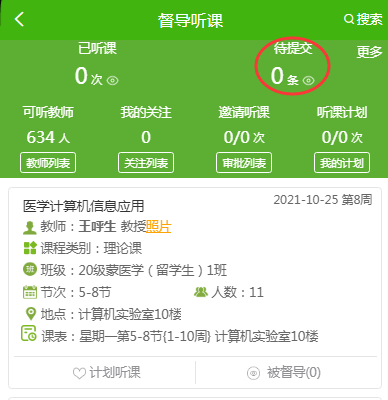 督导听课 搜索
已听课 待提交 更多
0 次 0 条
可听教师 我的关注 邀请听课 听课计划
634 人 0 0/0 次 0/0 次
教师列表 关注列表 审批列表 我的计划
医学计算机信息应用 2021-10-25 第8周
教师：王呼生 教授照片
课程类别：理论课
班 班级：20级蒙医学（留学生）1班
节次：5-8节 人数：11
地点：计算机实验室10楼
课表：星期一第5-8节{1-10周} 计算机实验室10楼
计划听课 被督导(0)